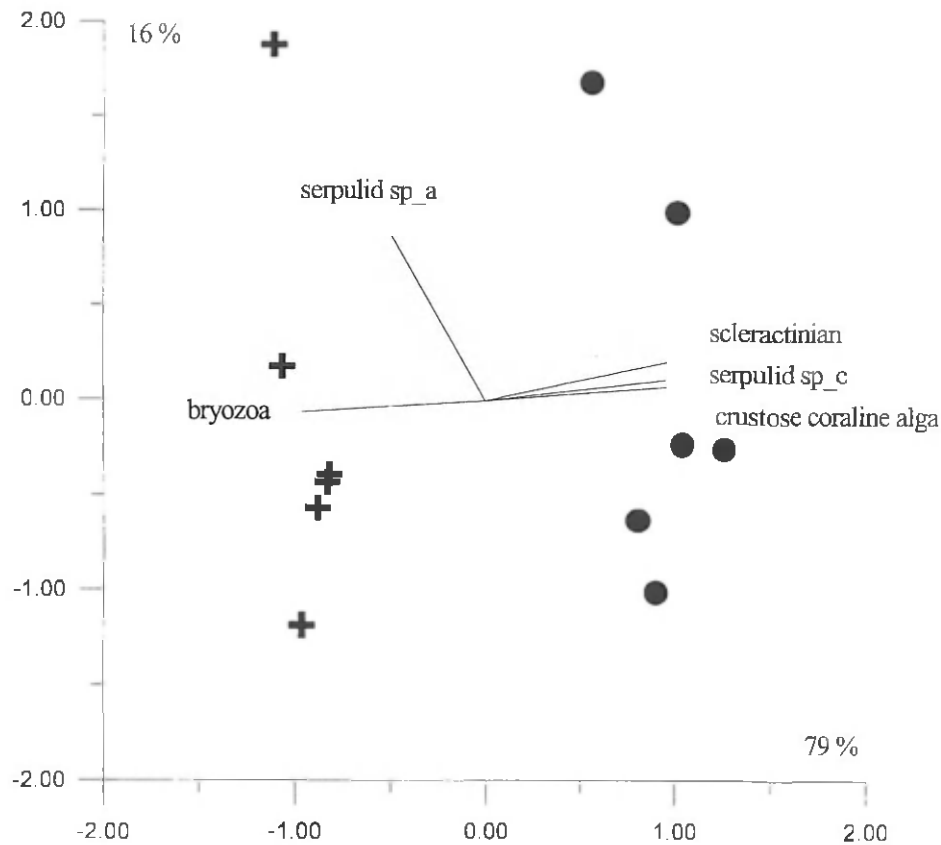 2.00
16 %
serpulid sp_a
1.00
scleractinian
serpulid sp_c
0.00
bryozoa
crustose coraline alga
-1.00
79 %
-2.00
-2.00 -1.00 0.00 1.00 2.00